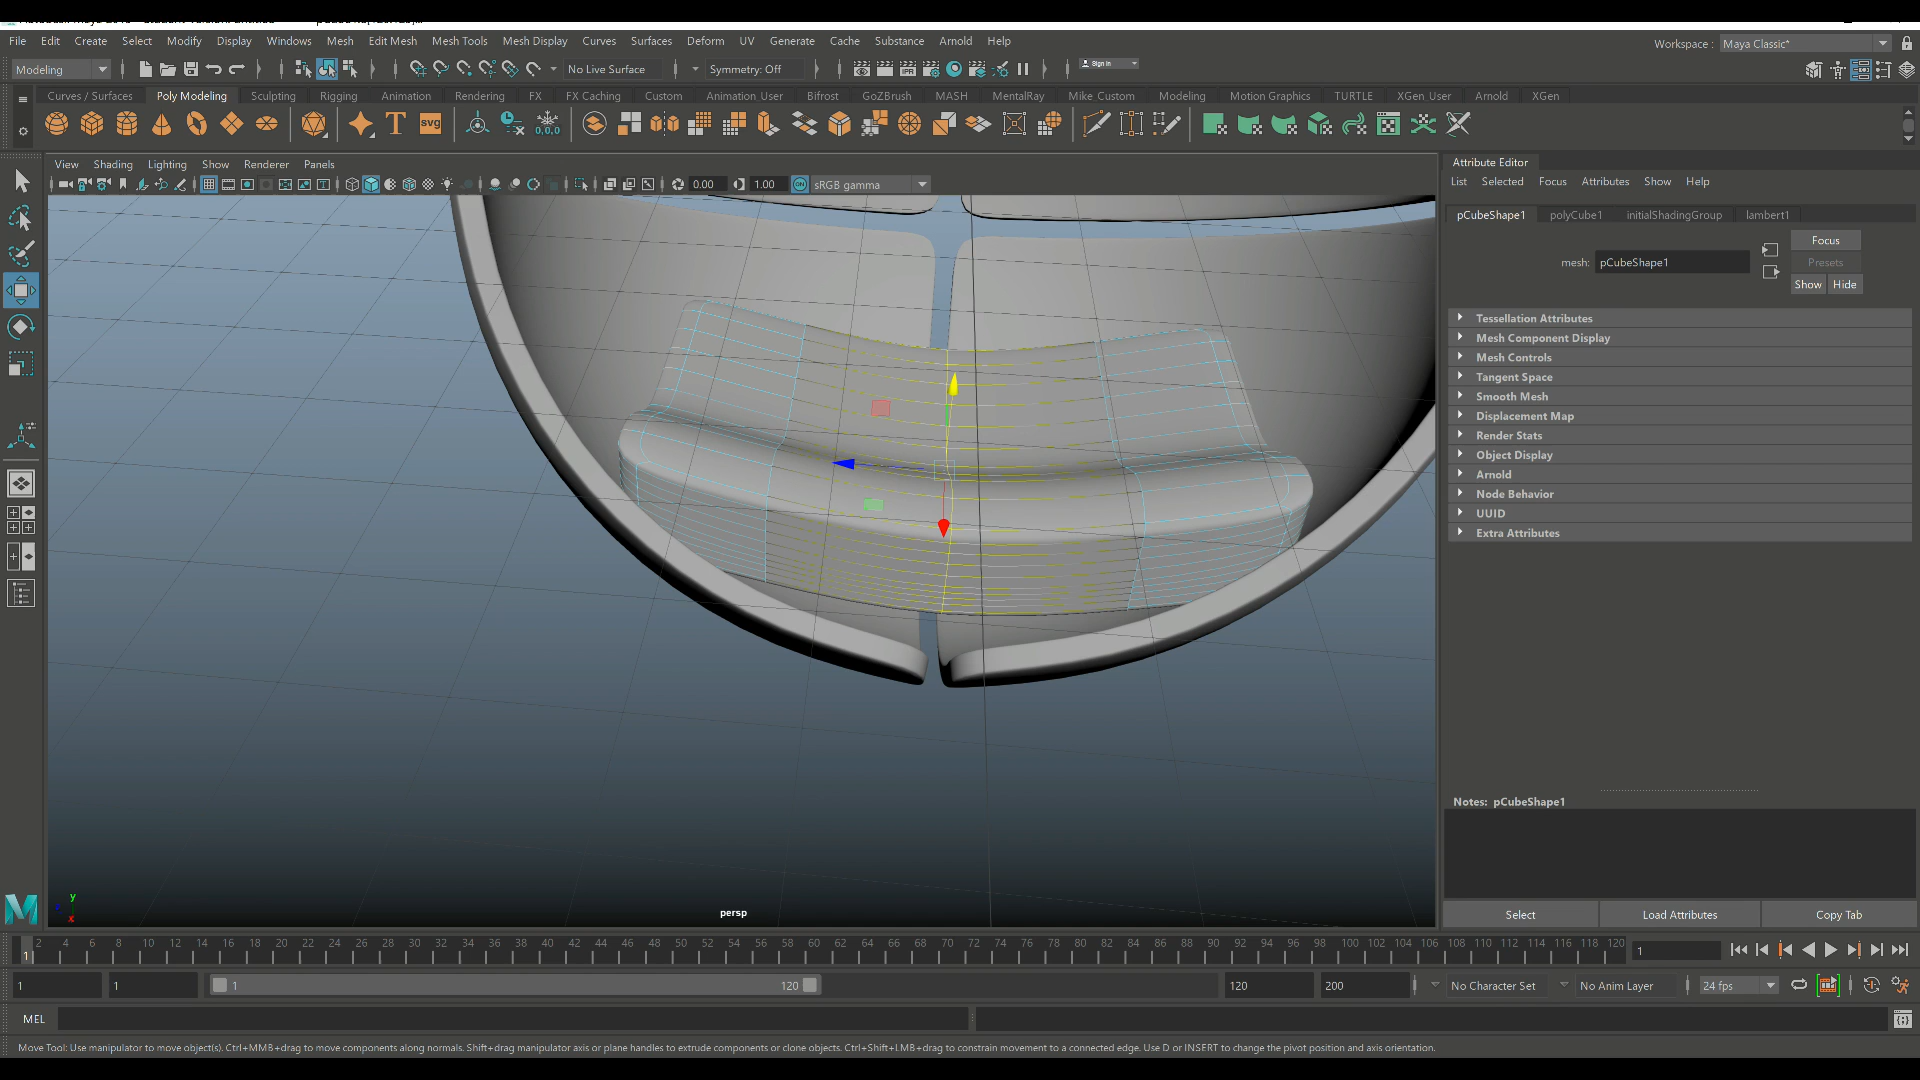 File Edit Create Select Modify Display Windows Mesh Edit Mesh Mesh Tools Mesh Display Curves Surfaces Deform UV Generate Cache Substance Arnold Help
Workspace : Maya Classic*
Modeling No Live Surface Symmetry: Off Sign in
Curves / Surfaces Poly Modeling Sculpting Rigging Animation Rendering FX FX Caching Custom Animation_User Bifrost GoZBrush MASH MentalRay Mike_Custom Modeling Motion Graphics TURTLE XGen_User Arnold XGen
T SVG 0,0,0
View Shading Lighting Show Renderer Panels
0.00 1.00 ON sRGB gamma
Attribute Editor
List Selected Focus Attributes Show Help
pCubeShape1 polyCube1 initialShadingGroup lambert1
Focus
mesh: pCubeShape1
Presets
Show Hide
Tessellation Attributes
Mesh Component Display
Mesh Controls
Tangent Space
Smooth Mesh
Displacement Map
Render Stats
Object Display
Arnold
Node Behavior
UUID
Extra Attributes
Notes: pCubeShape1
Select Load Attributes Copy Tab
y
x
persp
2 4 6 8 10 12 14 16 18 20 22 24 26 28 30 32 34 36 38 40 42 44 46 48 50 52 54 56 58 60 62 64 66 68 70 72 74 76 78 80 82 84 86 88 90 92 94 96 98 100 102 104 106 108 110 112 114 116 118 120
1 1
1 1 1 120 120 200 No Character Set No Anim Layer 24 fps
MEL
Move Tool: Use manipulator to move object(s). Ctrl+MMB+drag to move components along normals. Shift+drag manipulator axis or plane handles to extrude components or clone objects. Ctrl+Shift+LMB+drag to constrain movement to a connected edge. Use D or INSERT to change the pivot position and axis orientation.